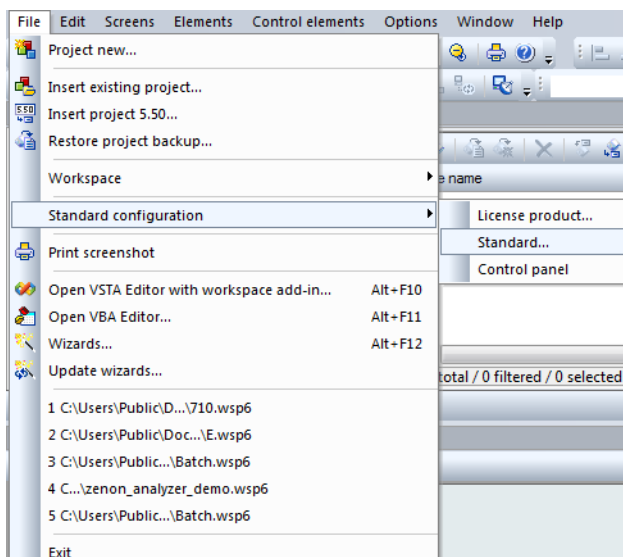 File Edit Screens Elements Control elements Options Window Help
Project new...
Insert existing project...
5.50
Insert project 5.50...
Restore project backup...
Workspace
e name
Standard configuration
License product...
Standard...
Control panel
Print screenshot
Open VSTA Editor with workspace add-in... Alt+F10
Open VBA Editor... Alt+F11
Wizards... Alt+F12
Update wizards...
total / 0 filtered / 0 selected
1 C:\Users\Public\D...\710.wsp6
2 C:\Users\Public\Doc...\E.wsp6
3 C:\Users\Public...\Batch.wsp6
4 C...\zenon_analyzer_demo.wsp6
5 C:\Users\Public...\Batch.wsp6
Exit